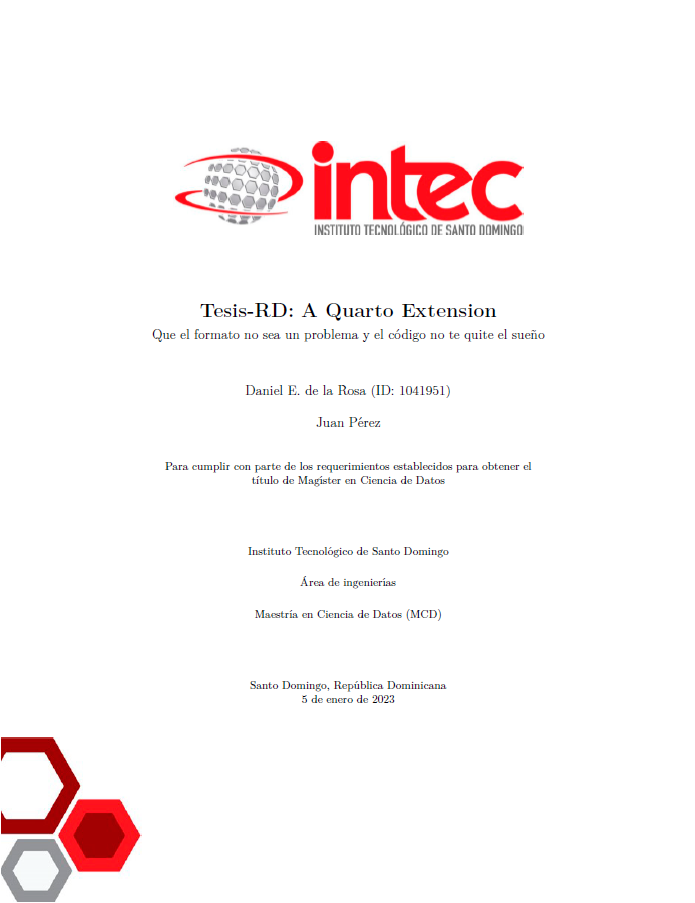 intec
INSTITUTO TECNOLÓGICO DE SANTO DOMINGO
Tesis-RD: A Quarto Extension
Que el formato no sea un problema y el código no te quite el sueño
Daniel E. de la Rosa (ID: 1041951)
Juan Pérez
Para cumplir con parte de los requerimientos establecidos para obtener el
título de Magíster en Ciencia de Datos
Instituto Tecnológico de Santo Domingo
Área de ingenierías
Maestría en Ciencia de Datos (MCD)
Santo Domingo, República Dominicana
5 de enero de 2023